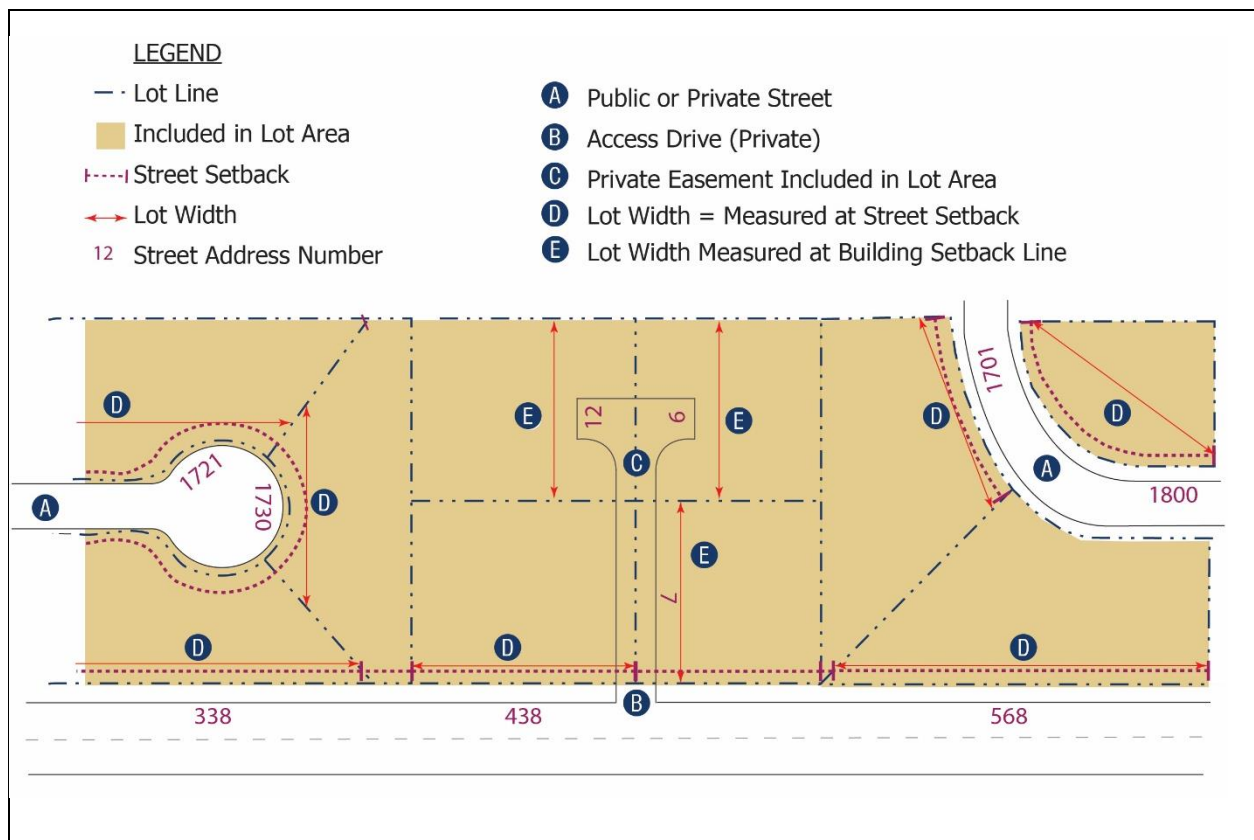 LEGEND
Lot Line
Included in Lot Area
Street Setback
Lot Width
12 Street Address Number
A Public or Private Street
B Access Drive (Private)
C Private Easement Included in Lot Area
D Lot Width = Measured at Street Setback
E Lot Width Measured at Building Setback Line
1701
D
12
6
E
E
D
D
1721
C
A
1730
D
A
1800
E
7
D
D
D
B
338
438
568